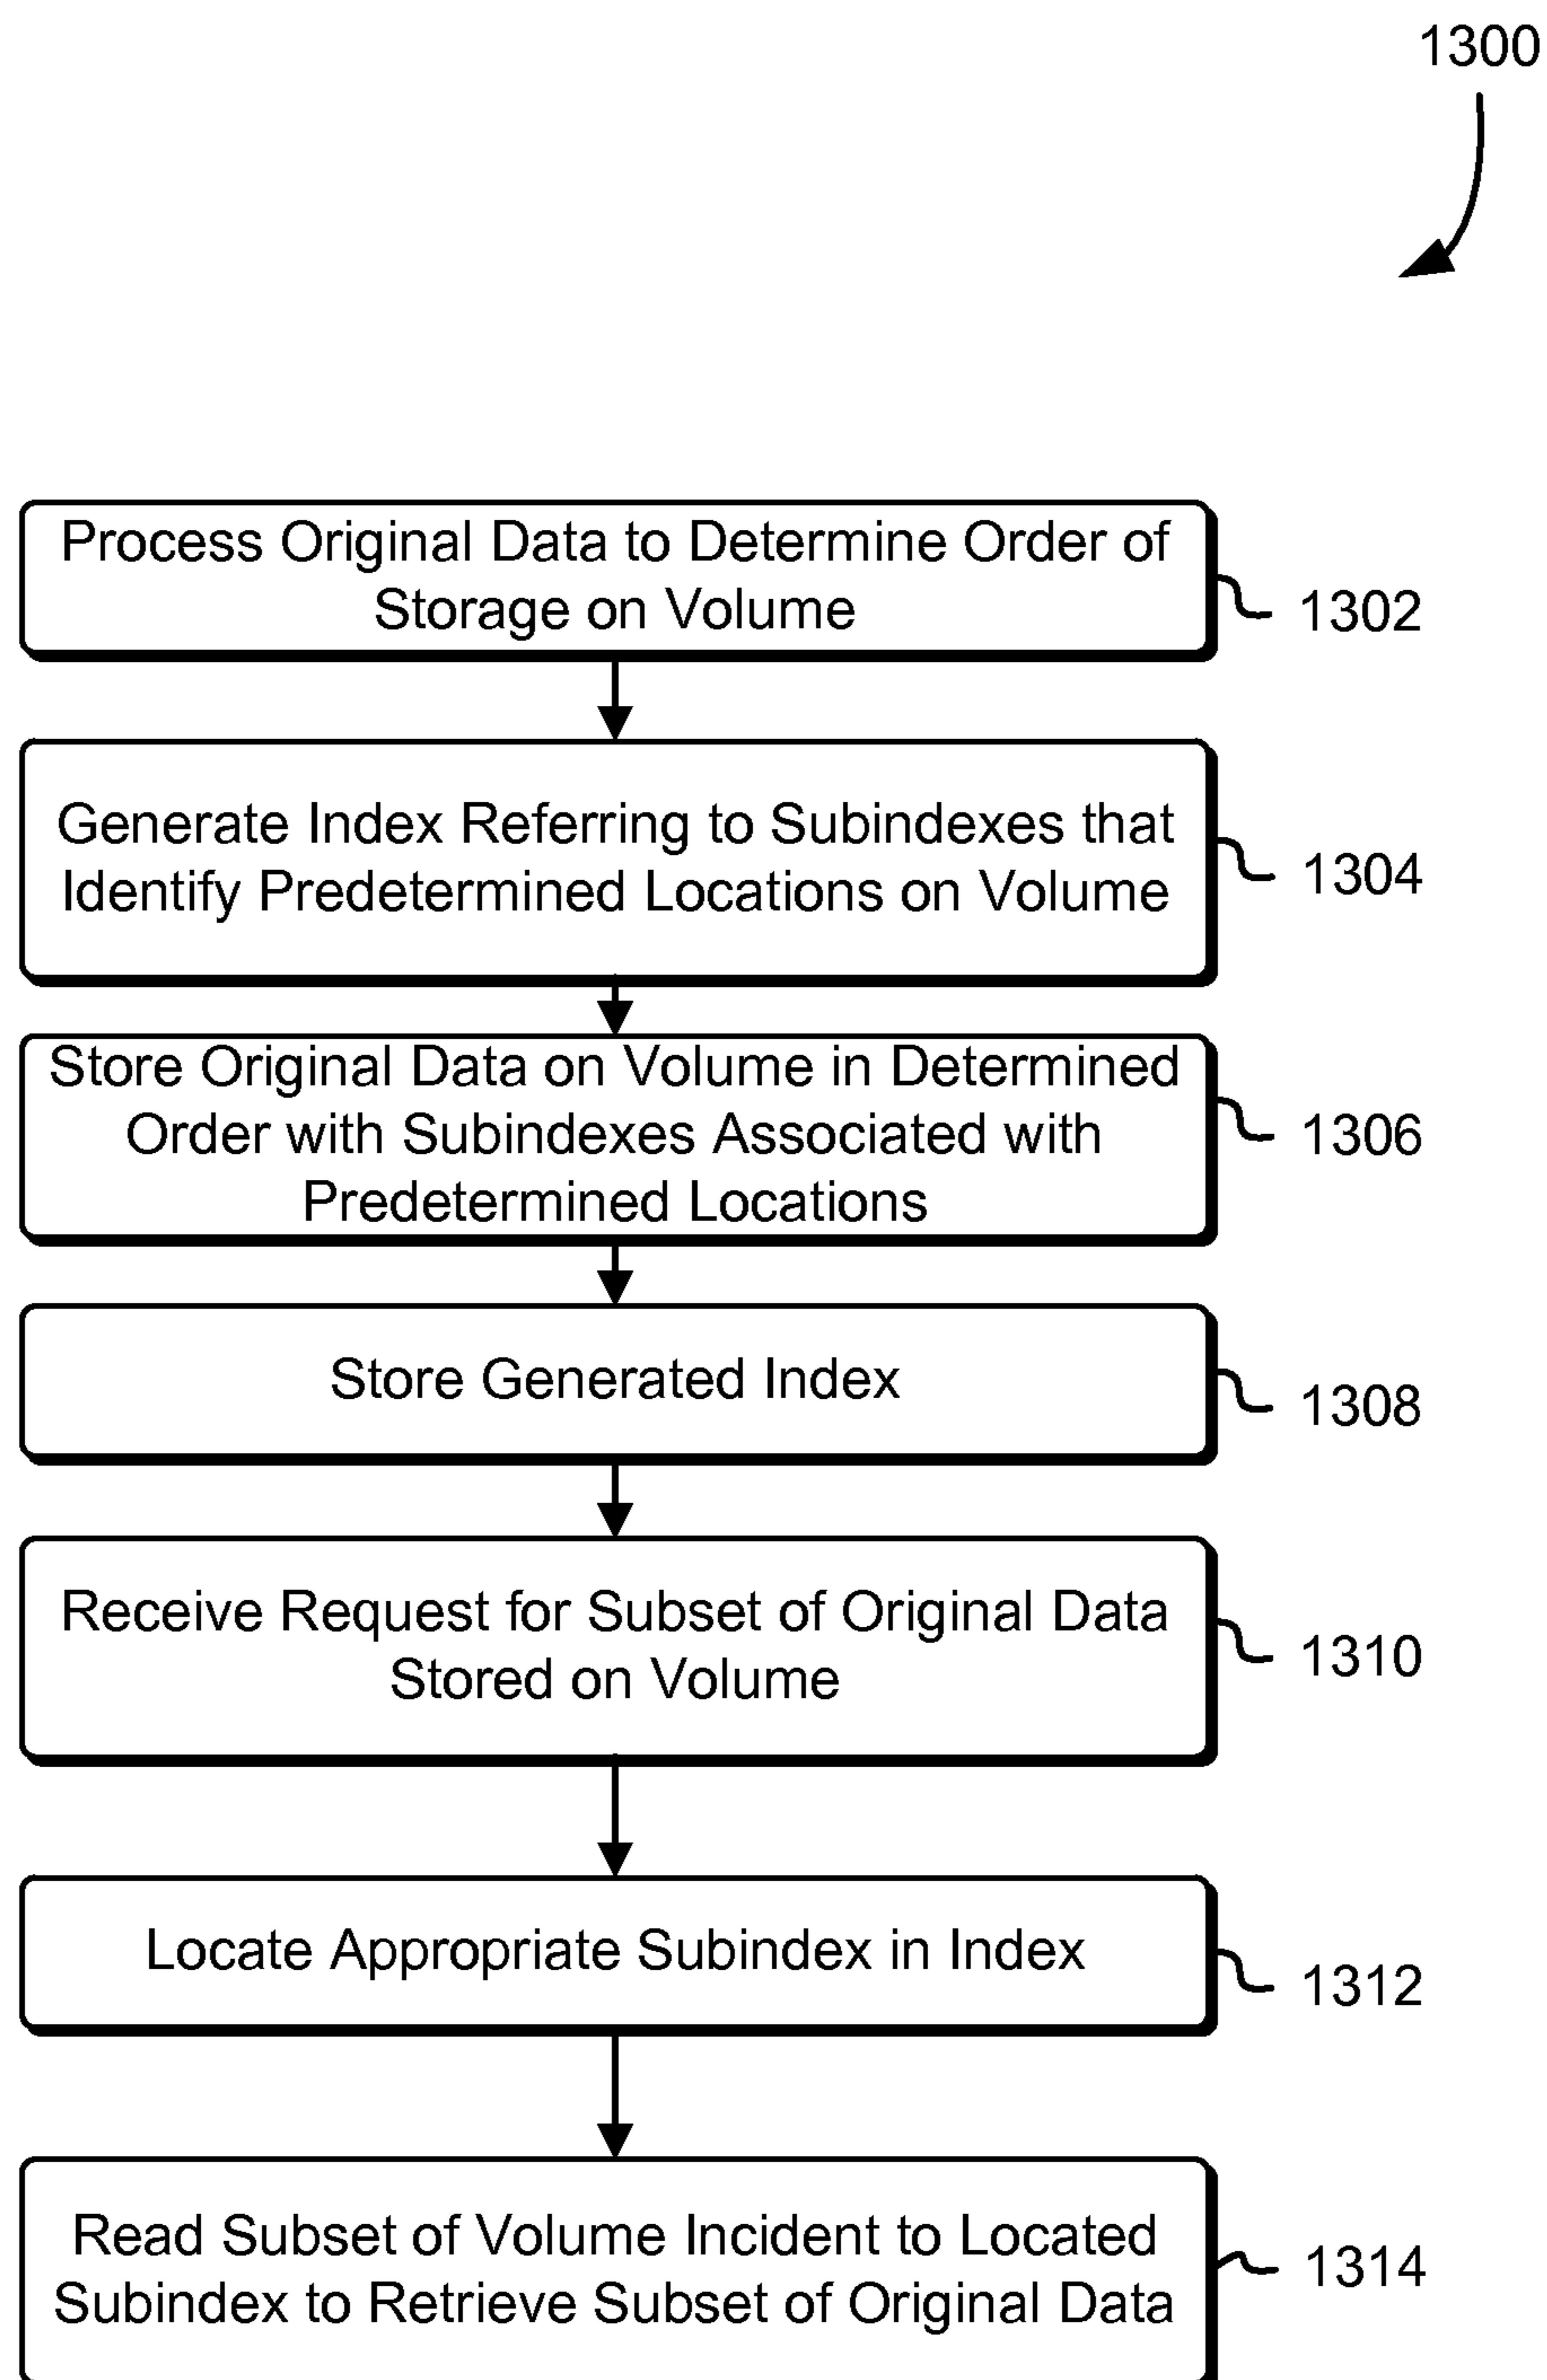 1300
Process Original Data to Determine Order of
Storage on Volume
1302
Generate Index Referring to Subindexes that
Identify Predetermined Locations on Volume
1304
Store Original Data on Volume in Determined
Order with Subindexes Associated with
Predetermined Locations
1306
Store Generated Index
1308
Receive Request for Subset of Original Data
Stored on Volume
1310
Locate Appropriate Subindex in Index
1312
Read Subset of Volume Incident to Located
Subindex to Retrieve Subset of Original Data
1314